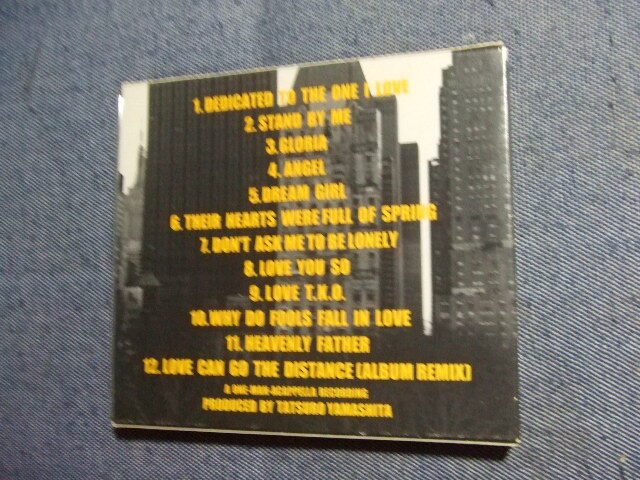 1. DEDICATED TO THE ONE I LOVE
2. STAND BY ME
3. GLORIA
4. ANGEL
5. DREAM GIRL
6. THEIR HEARTS WERE FULL OF SPRING
7. DON'T ASK ME TO BE LONELY
8. LOVE YOU SO
9. LOVE T.K.O.
10. WHY DO FOOLS FALL IN LOVE
11. HEAVENLY FATHER
12. LOVE CAN GO THE DISTANCE (ALBUM REMIX)
A ONE-MAN-ACAPPELLA RECORDING
PRODUCED BY TATSURO YAMASHITA